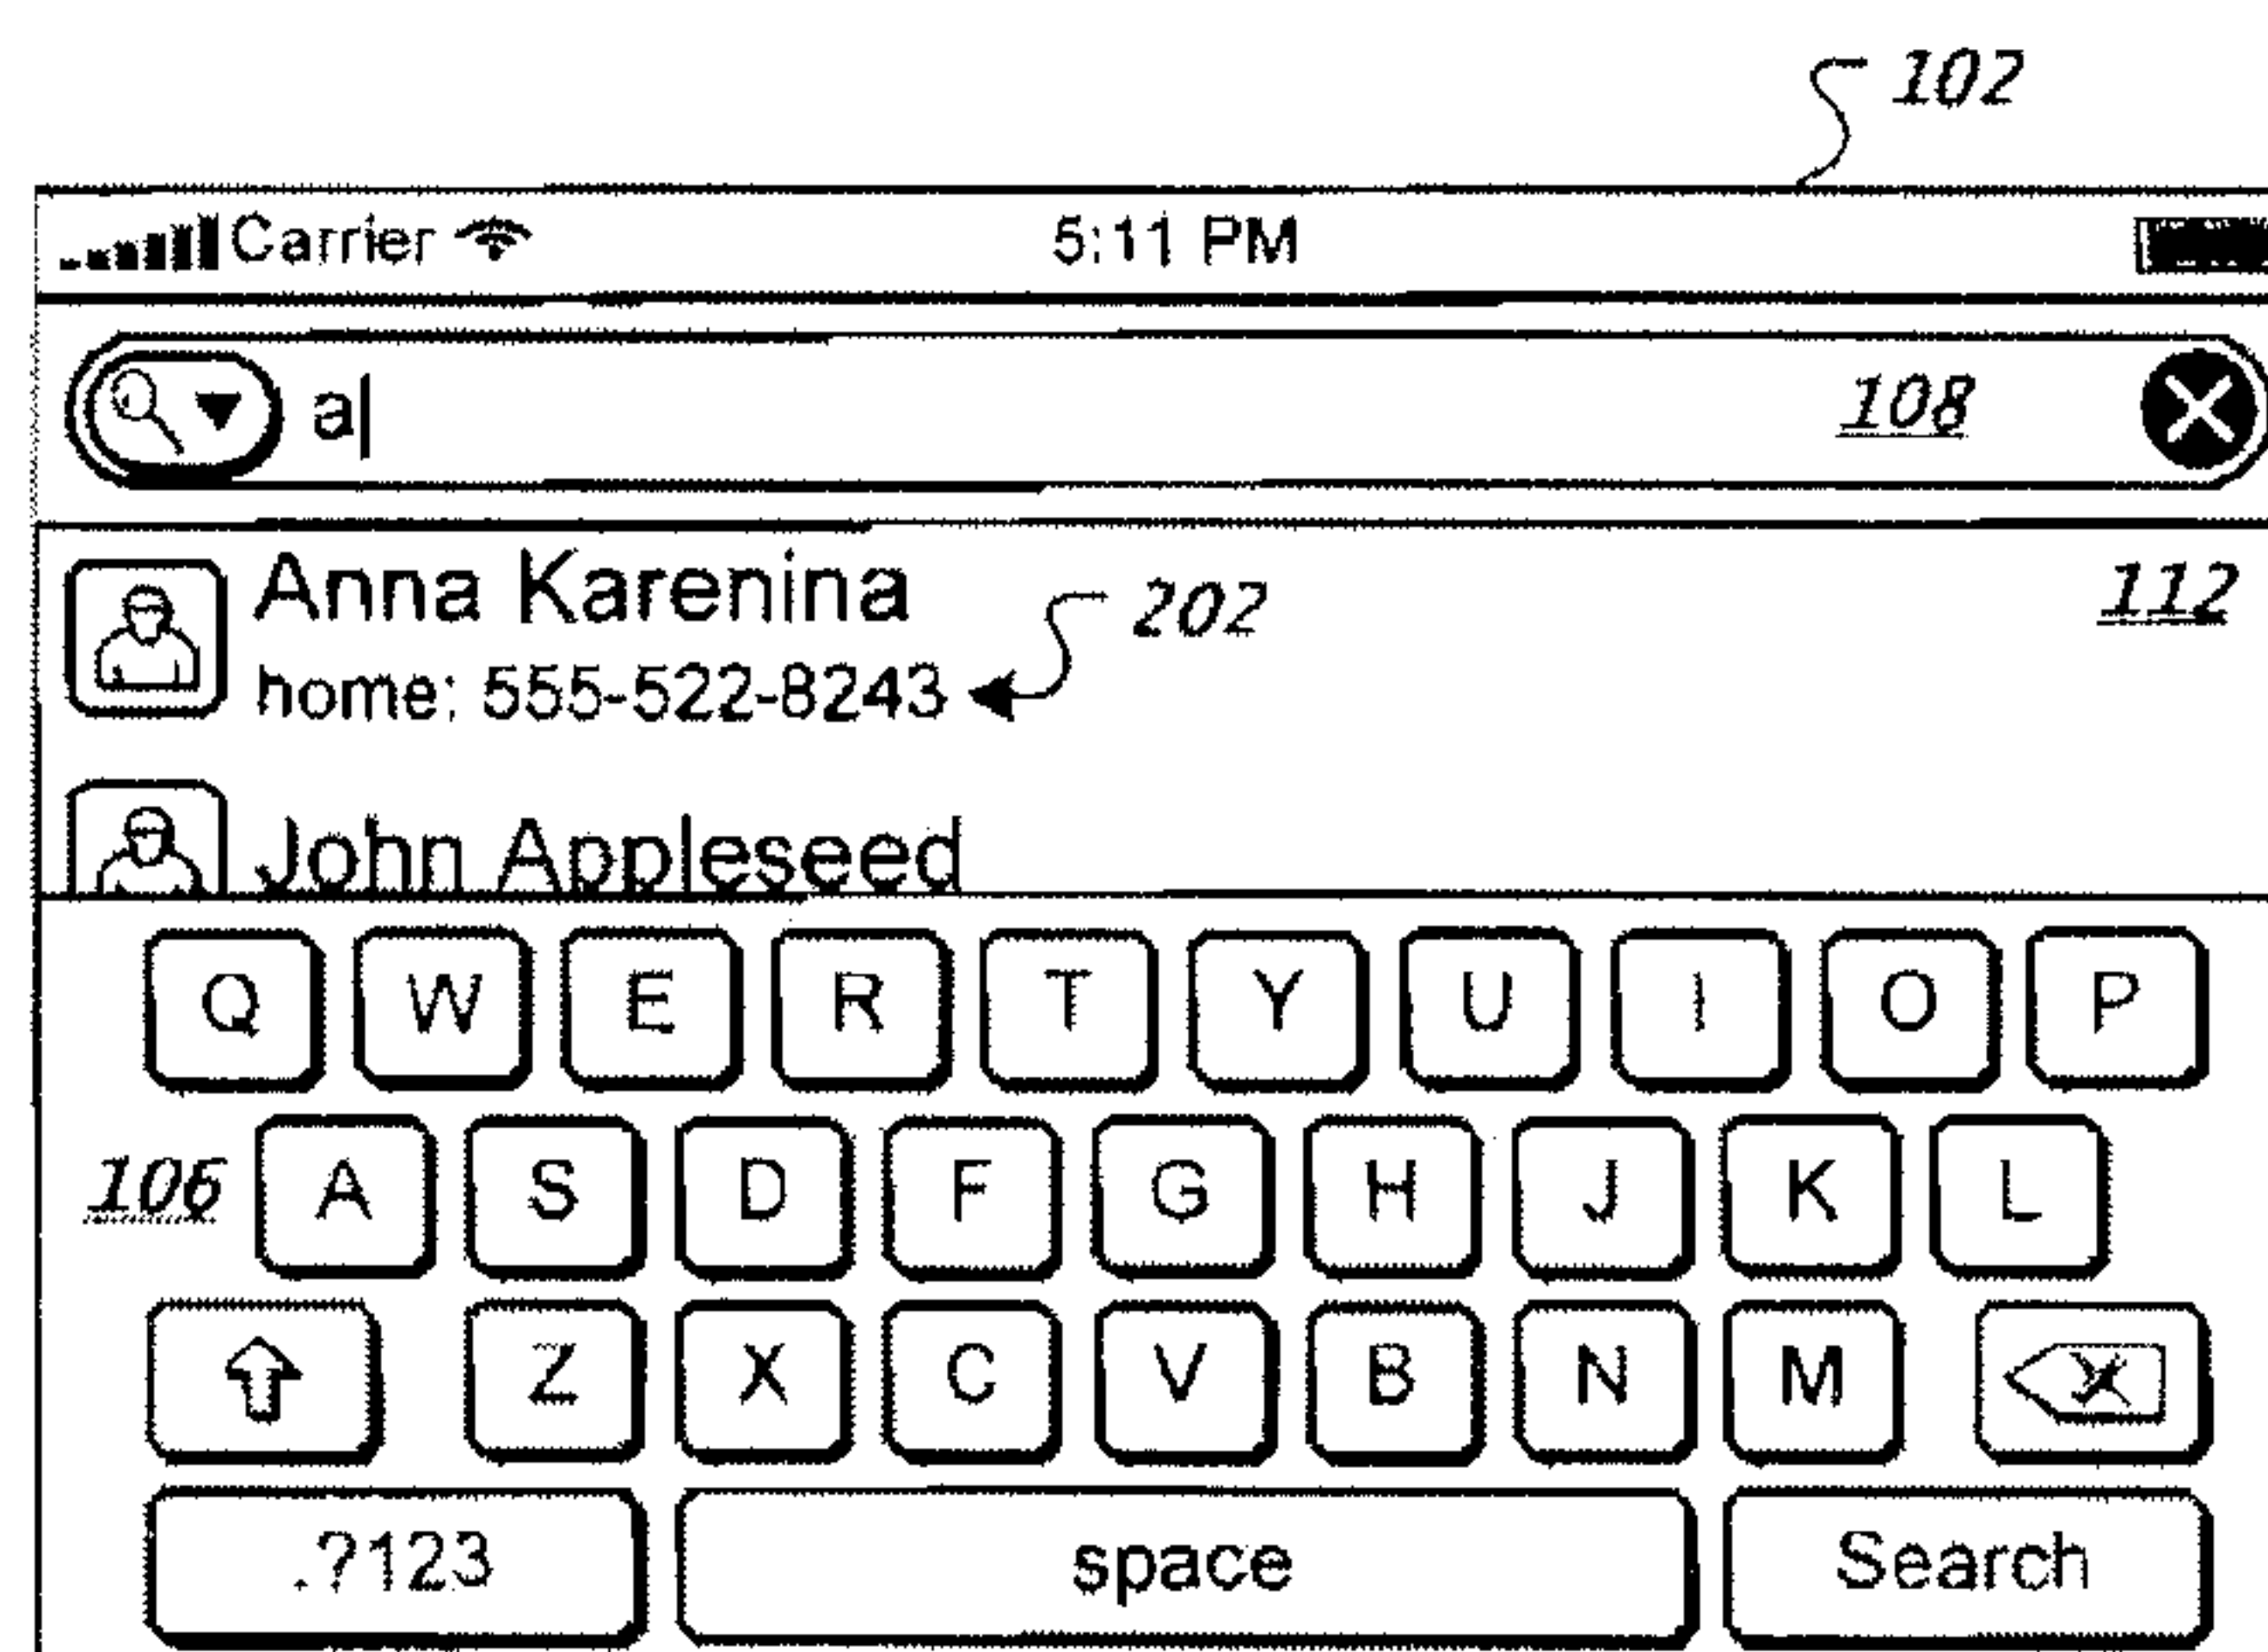 102
Carrier 5:11 PM
a 108
Anna Karenina 112
home: 555-522-8243 202
John Appleseed
Q W E R T Y U I O P
106 A S D F G H J K L
Z X C V B N M
.?123 space Search